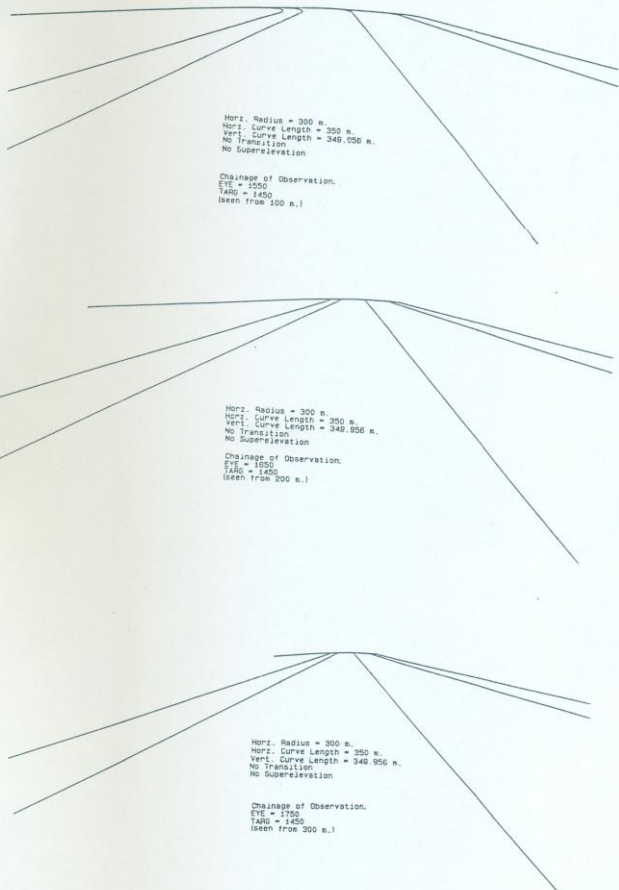 Horz. Radius = 300 m.
Horz. Curve Length = 350 m.
Vert. Curve Length = 349.956 m.
No Transition
No Superelevation
Chainage of Observation.
EYE = 1550
TARG = 1450
(seen from 100 m.)
Horz. Radius = 300 m.
Horz. Curve Length = 350 m.
Vert. Curve Length = 349.956 m.
No Transition
No Superelevation
Chainage of Observation.
EYE = 1650
TARG = 1450
(seen from 200 m.)
Horz. Radius = 300 m.
Horz. Curve Length = 350 m.
Vert. Curve Length = 349.956 m.
No Transition
No Superelevation
Chainage of Observation.
EYE = 1750
TARG = 1450
(seen from 300 m.)